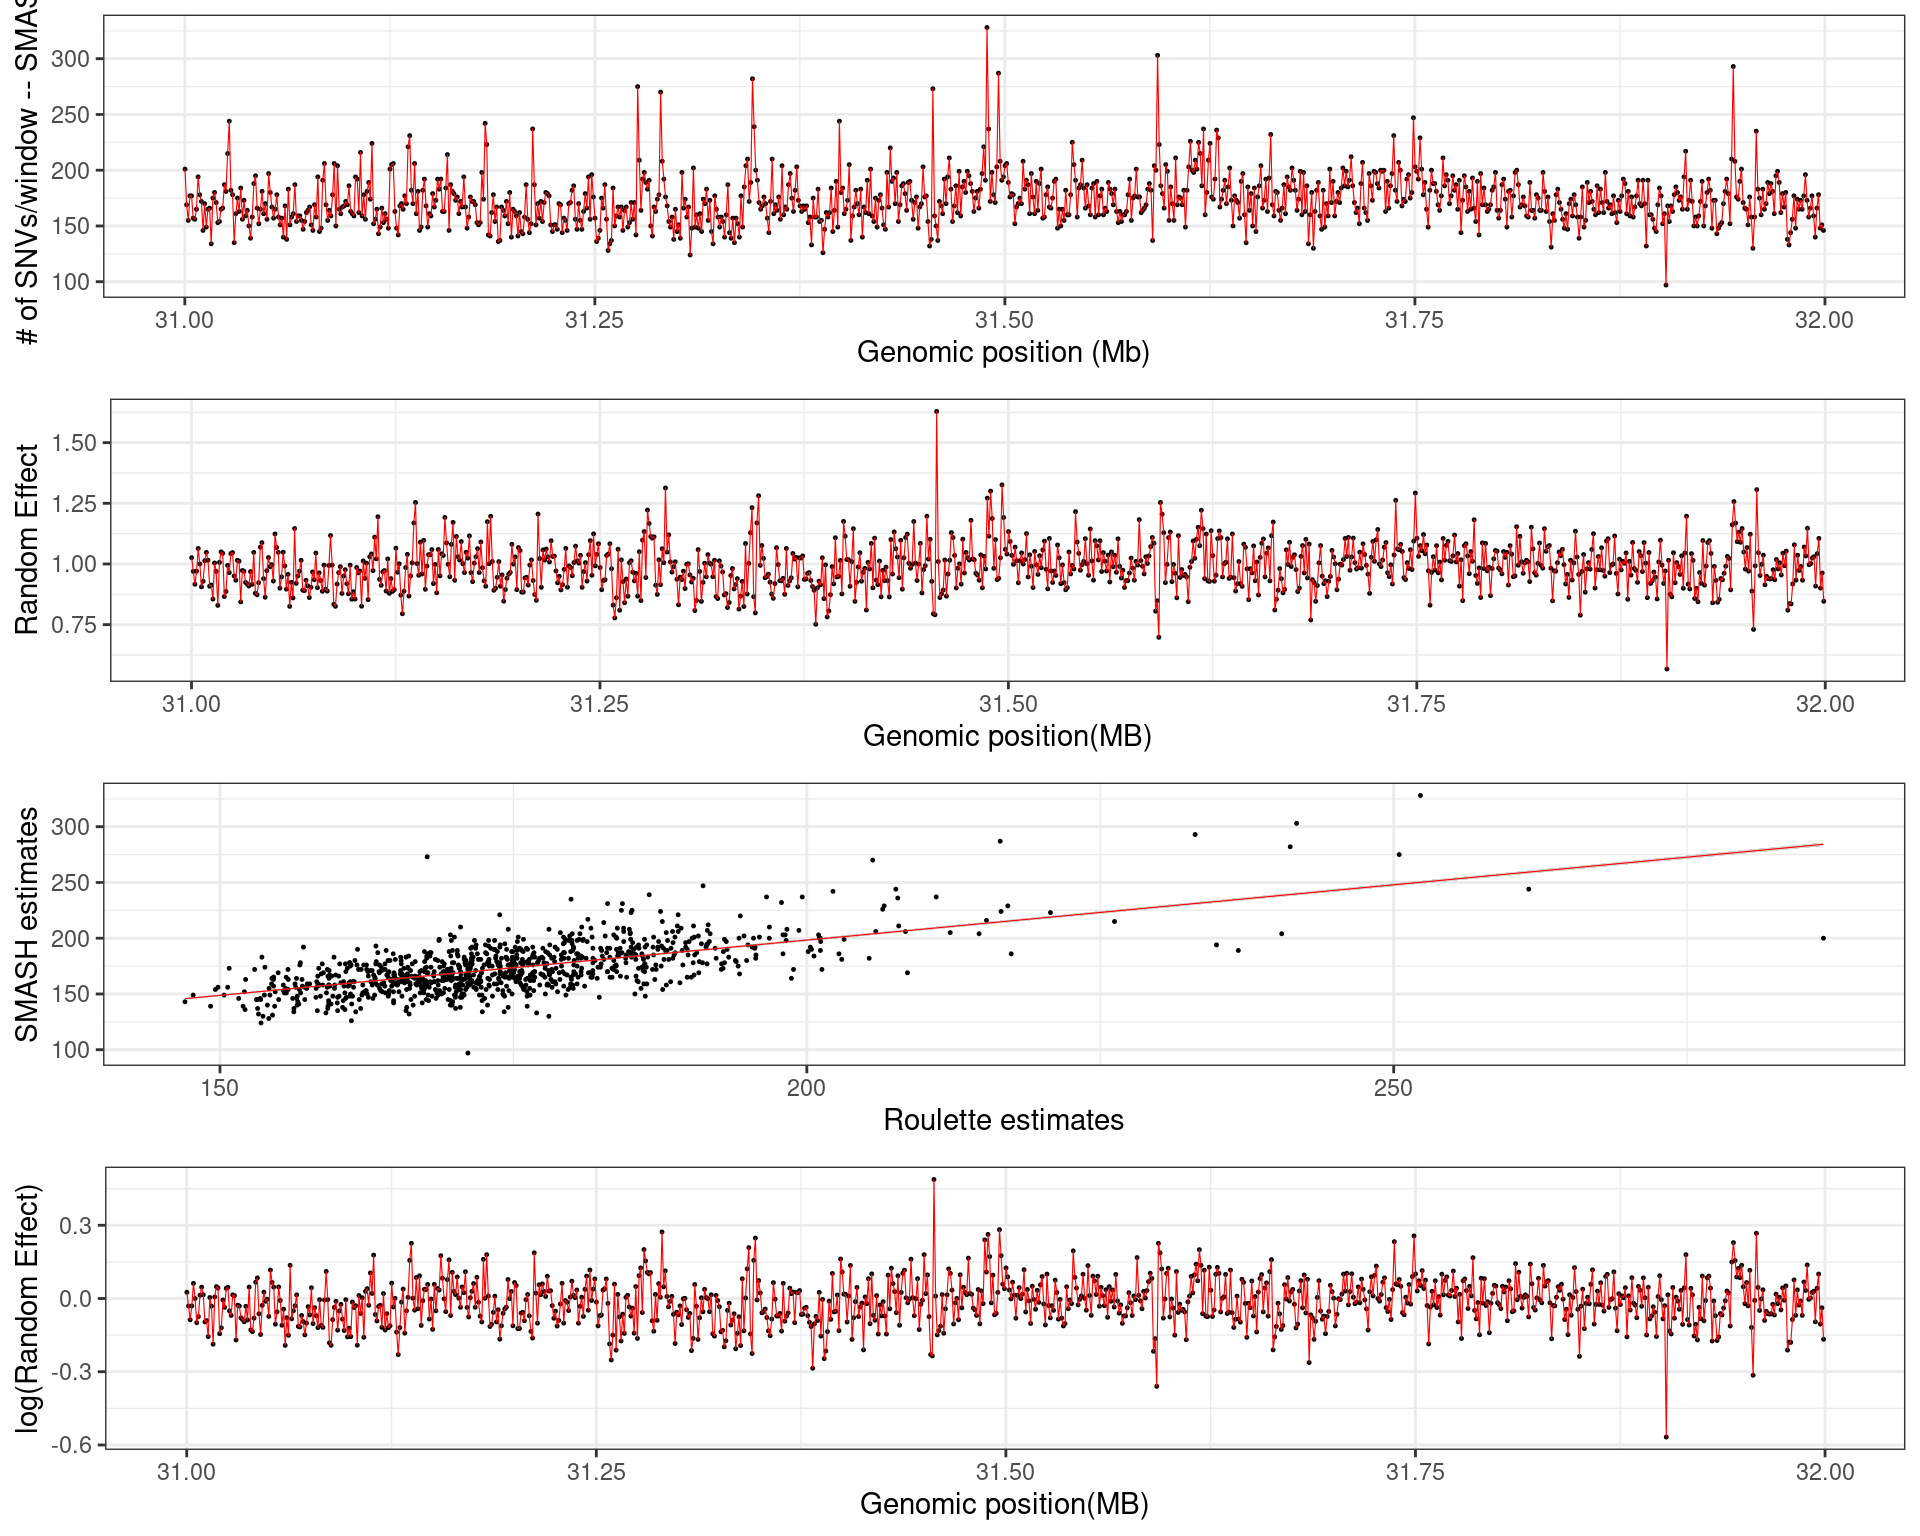 # of SNVs/window -- SMAS
300
250
200
150
100
31.00 31.25 31.50 31.75 32.00
Genomic position (Mb)
Random Effect
1.50
1.25
1.00
0.75
31.00 31.25 31.50 31.75 32.00
Genomic position(MB)
SMASH estimates
300
250
200
150
100
150 200 250
Roulette estimates
log(Random Effect)
0.3
0.0
-0.3
-0.6
31.00 31.25 31.50 31.75 32.00
Genomic position(MB)